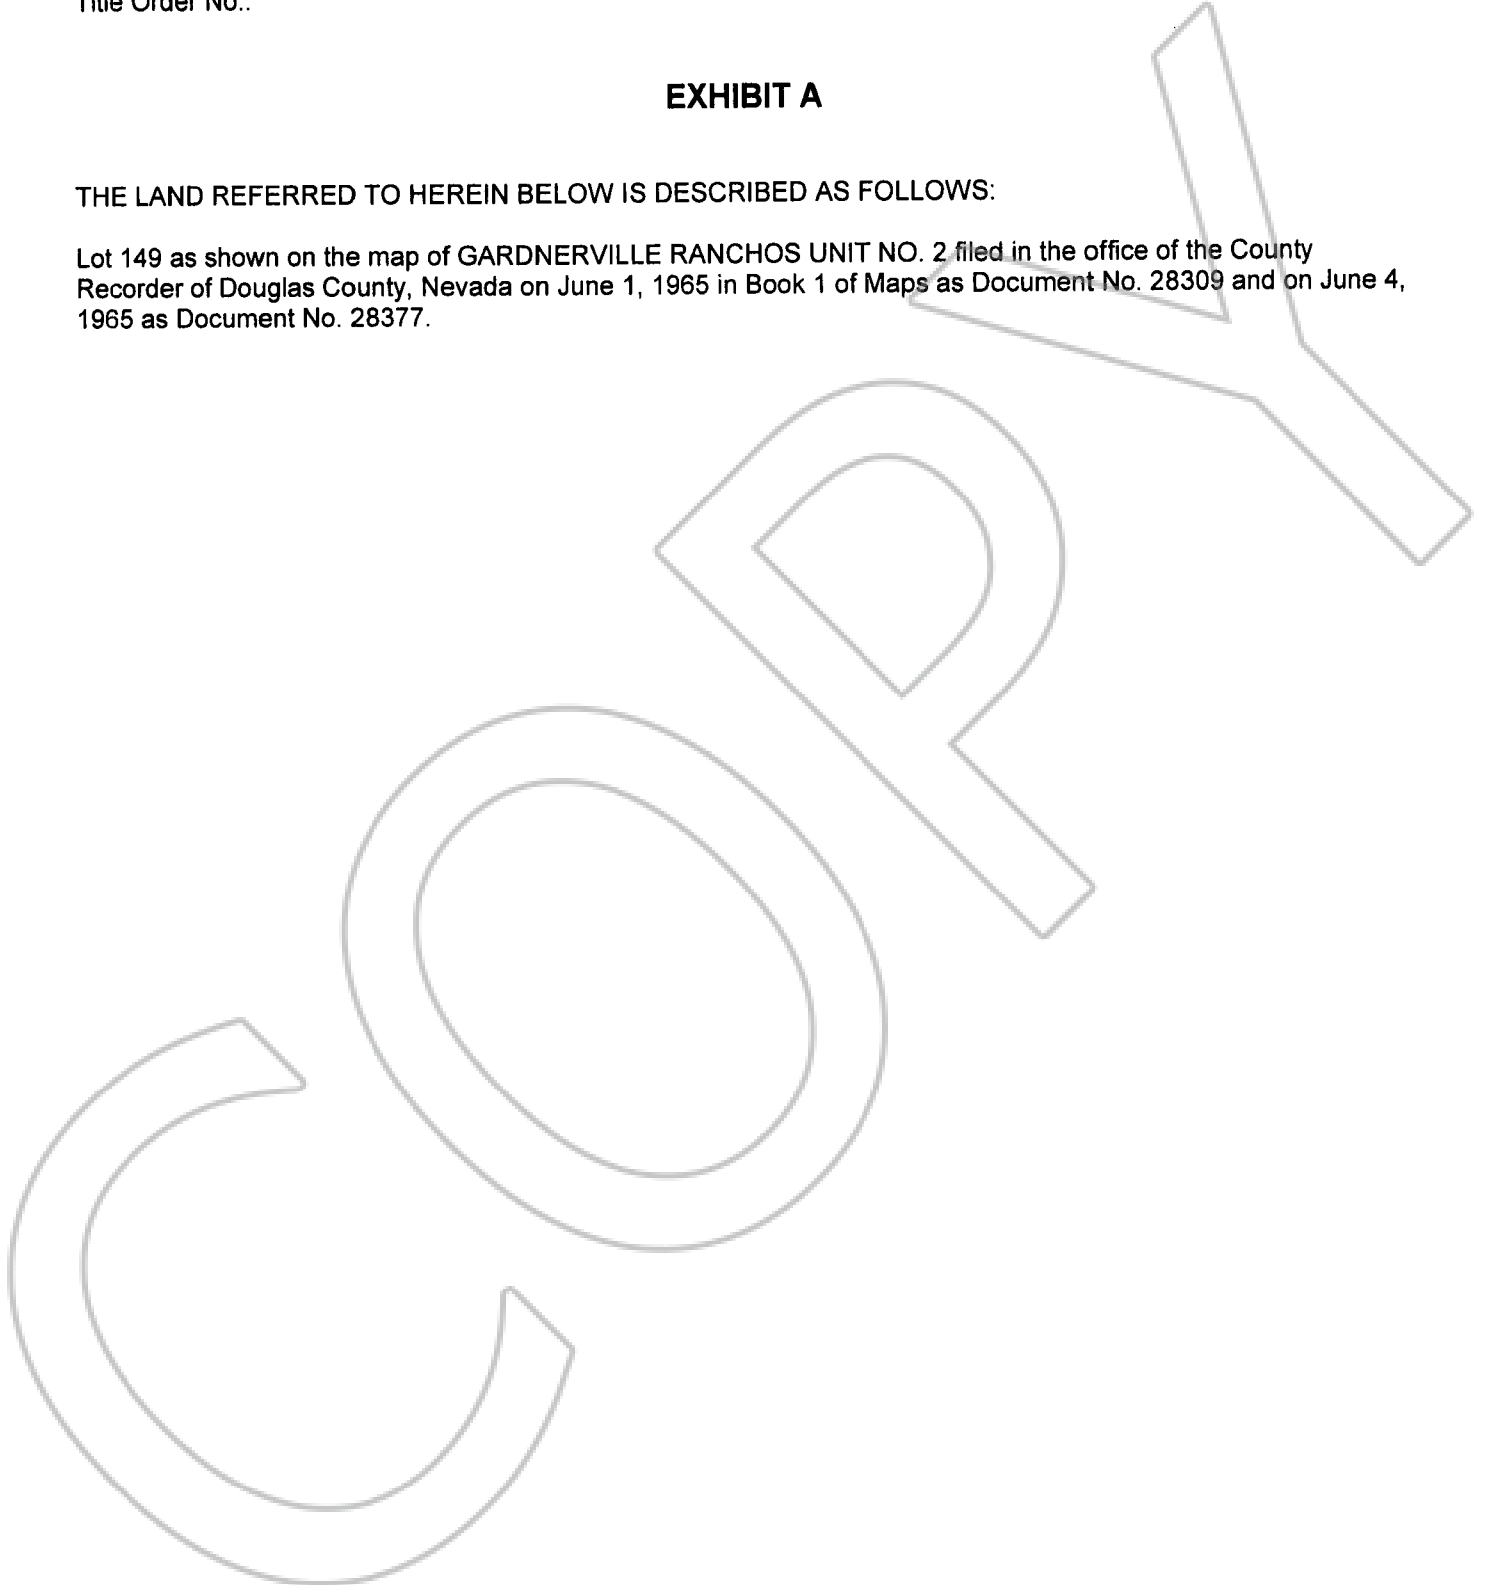 Title Order No.:
EXHIBIT A
THE LAND REFERRED TO HEREIN BELOW IS DESCRIBED AS FOLLOWS:
Lot 149 as shown on the map of GARDNERVILLE RANCHOS UNIT NO. 2 filed in the office of the County
Recorder of Douglas County, Nevada on June 1, 1965 in Book 1 of Maps as Document No. 28309 and on June 4,
1965 as Document No. 28377.
COPY